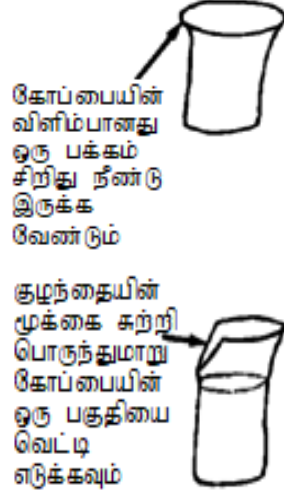 கோப்பையின்
விளிம்பானது
ஒரு பக்கம்
சிறிது நீண்டு
இருக்க
வேண்டும்
குழந்தையின்
மூக்கை சுற்றி
பொருந்துமாறு
கோப்பையின்
ஒரு பகுதியை
வெட்டி
எடுக்கவும்